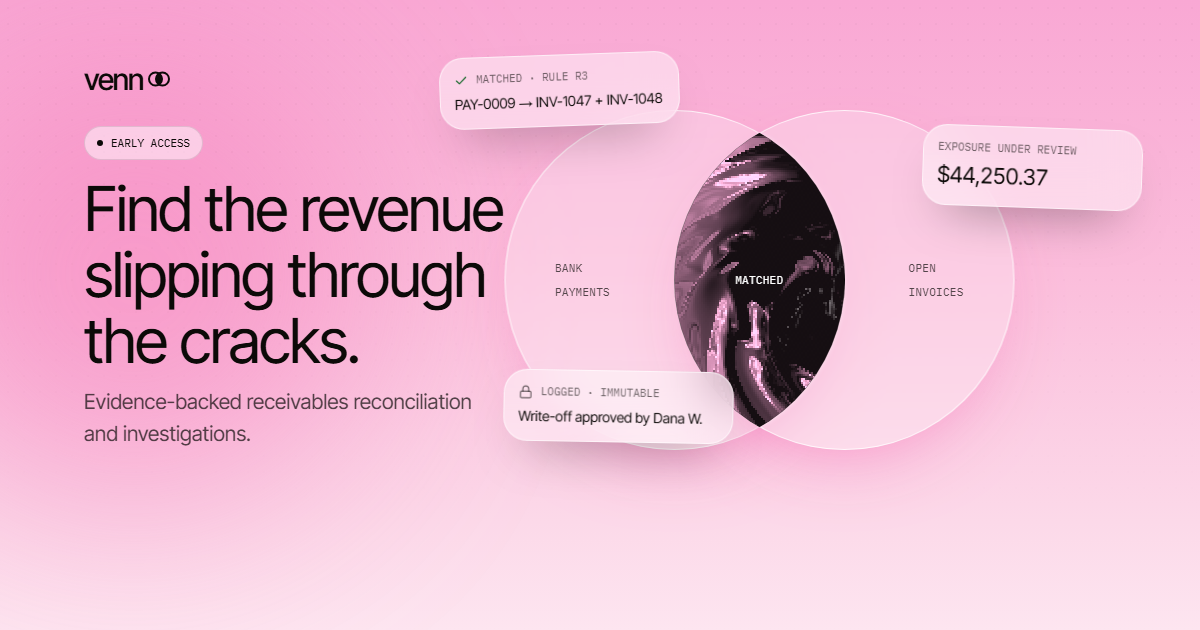 venn
EARLY ACCESS
Find the revenue
slipping through
the cracks.
Evidence-backed receivables reconciliation
and investigations.
MATCHED · RULE R3
PAY-0009 → INV-1047 + INV-1048
EXPOSURE UNDER REVIEW
$44,250.37
BANK
PAYMENTS
MATCHED
OPEN
INVOICES
LOGGED · IMMUTABLE
Write-off approved by Dana W.